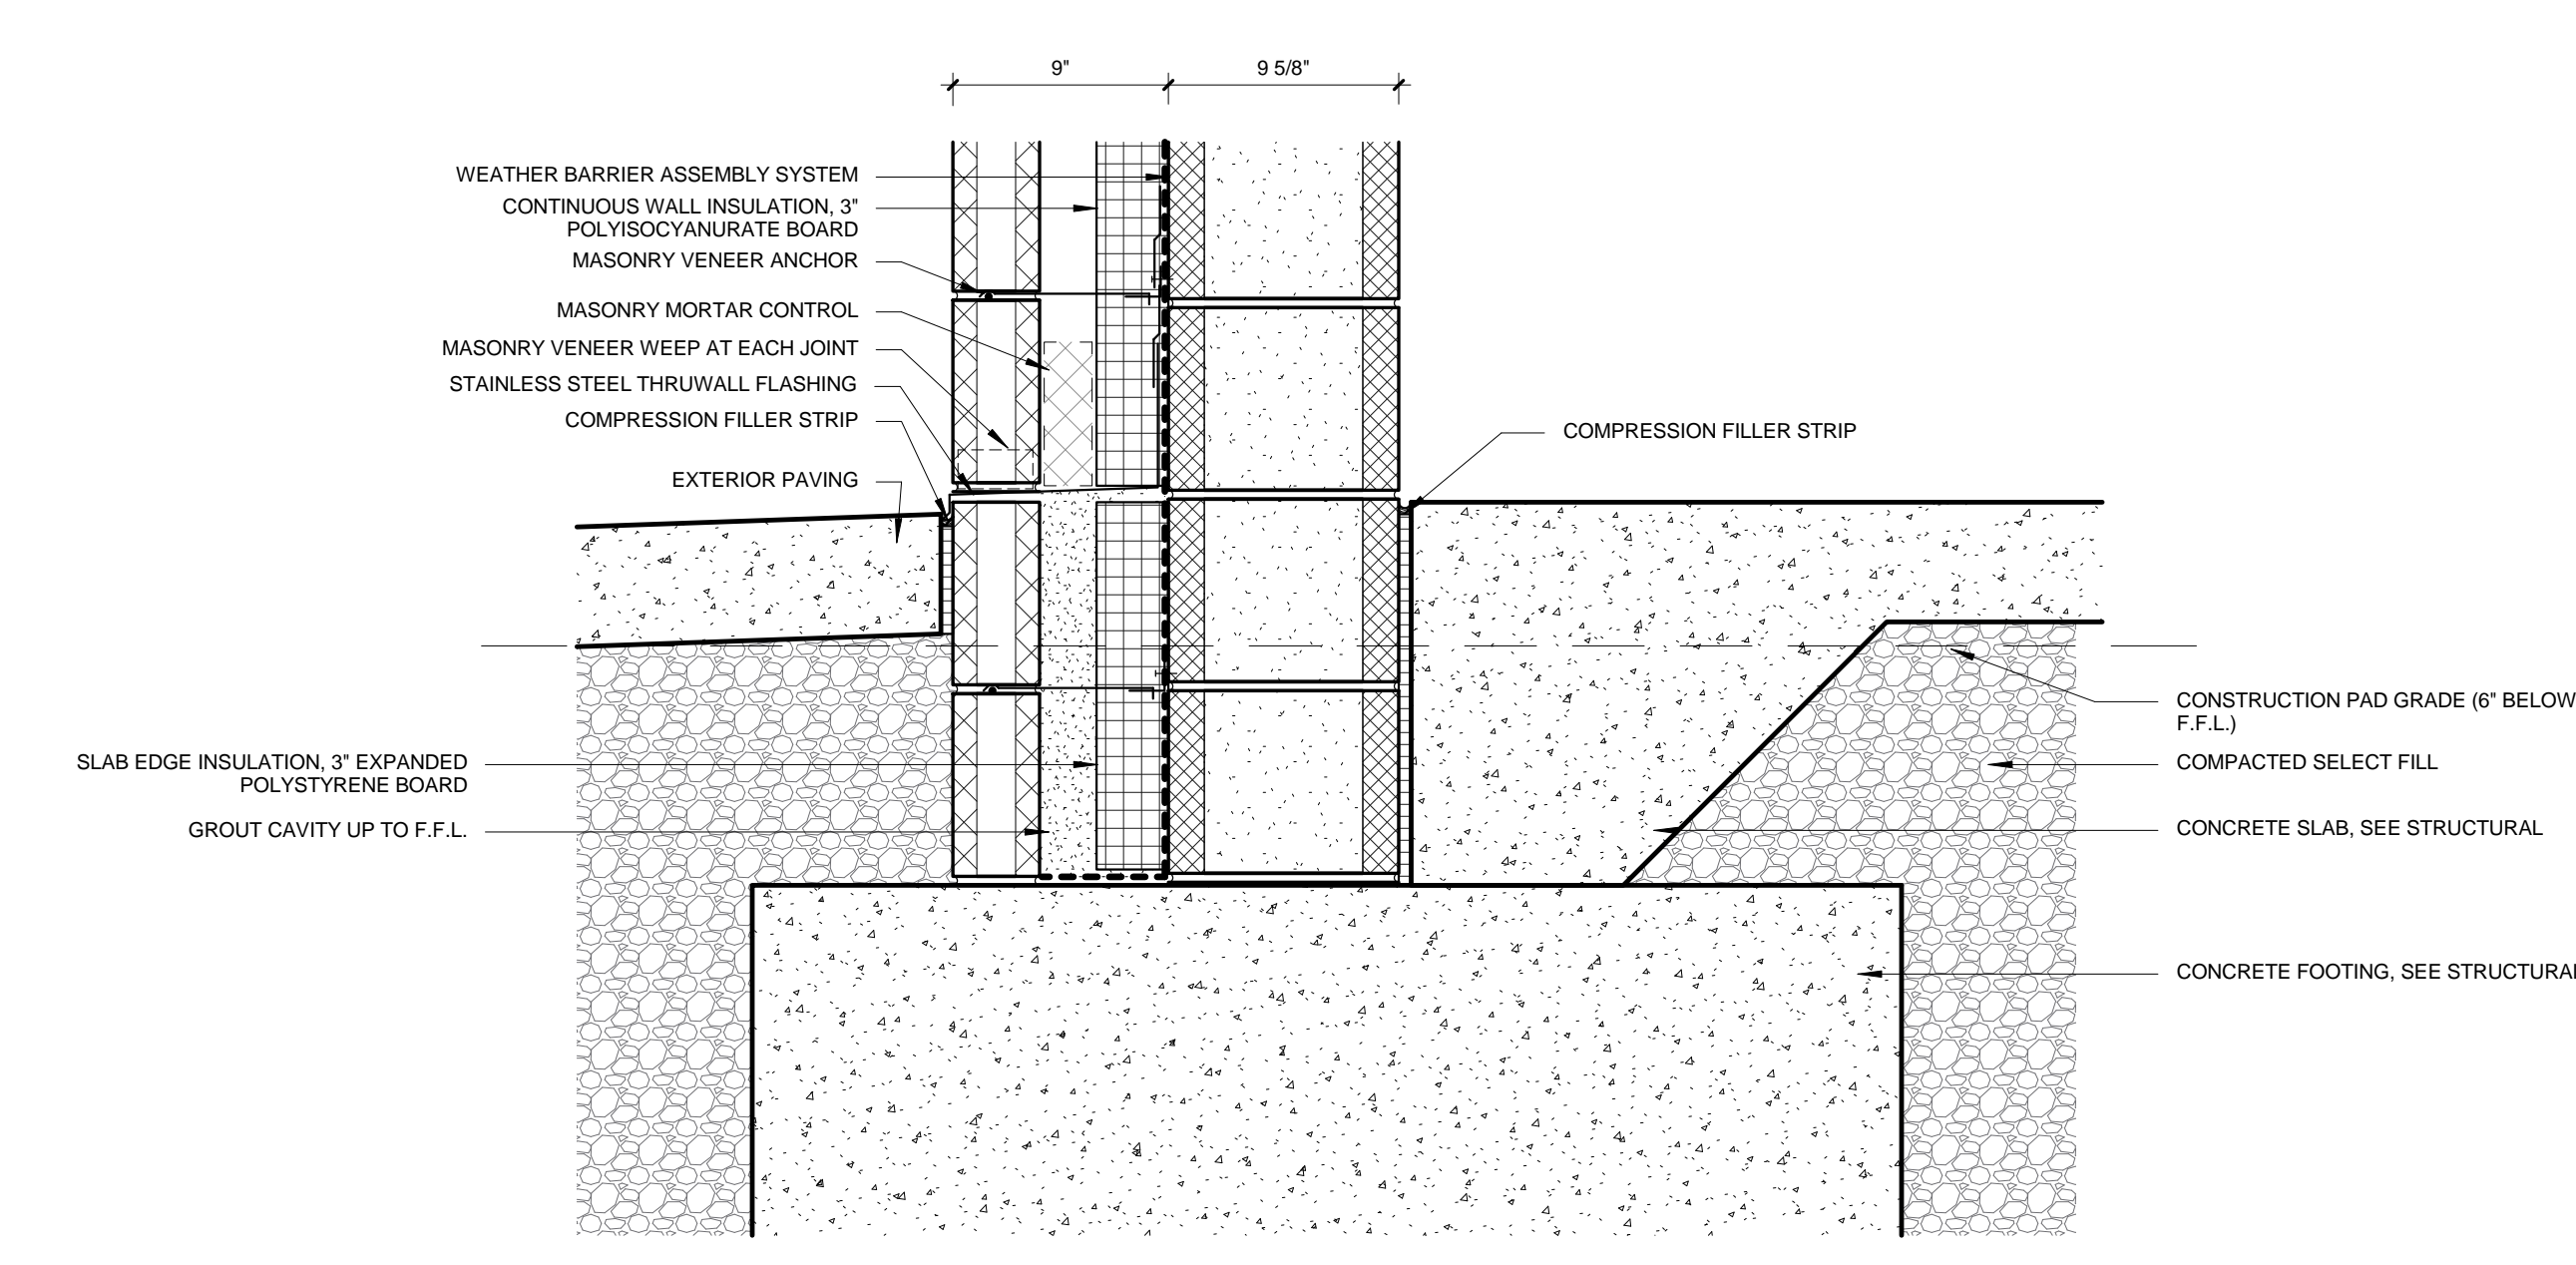 9"
9 5/8"
WEATHER BARRIER ASSEMBLY SYSTEM
CONTINUOUS WALL INSULATION, 3"
POLYISOCYANURATE BOARD
MASONRY VENEER ANCHOR
MASONRY MORTAR CONTROL
MASONRY VENEER WEEP AT EACH JOINT
STAINLESS STEEL THRUWALL FLASHING
COMPRESSION FILLER STRIP
EXTERIOR PAVING
SLAB EDGE INSULATION, 3" EXPANDED
POLYSTYRENE BOARD
GROUT CAVITY UP TO F.F.L.
COMPRESSION FILLER STRIP
CONSTRUCTION PAD GRADE (6" BELOW
F.F.L.)
COMPACTED SELECT FILL
CONCRETE SLAB, SEE STRUCTURAL
CONCRETE FOOTING, SEE STRUCTURAL